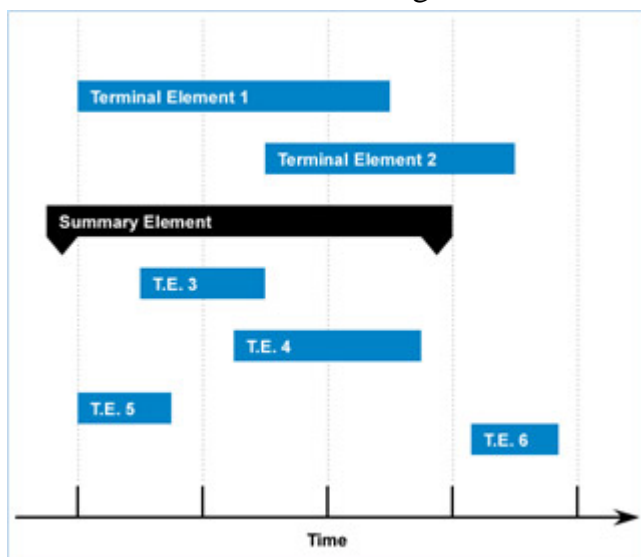 Terminal Element 1
Terminal Element 2
Summary Element
T.E. 3
T.E. 4
T.E. 5
T.E. 6
Time